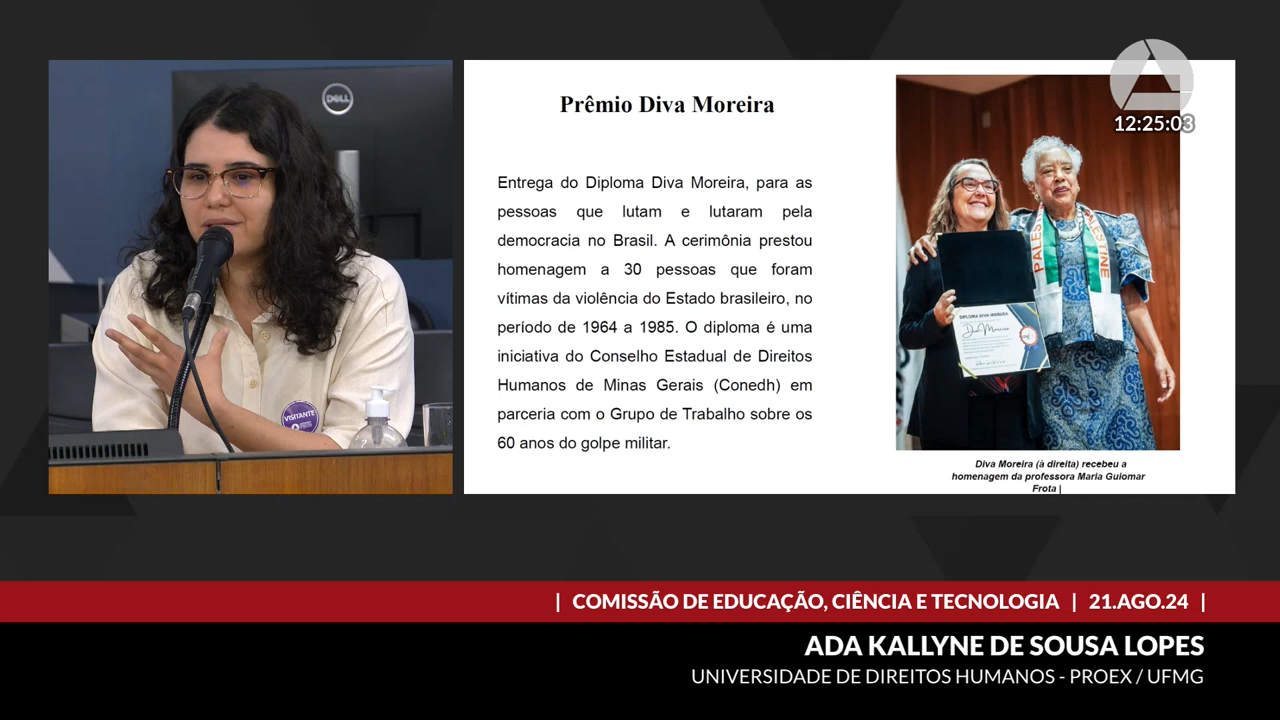 DELL
VISITANTE
Prêmio Diva Moreira
Entrega do Diploma Diva Moreira, para as
pessoas que lutam e lutaram pela
democracia no Brasil. A cerimônia prestou
homenagem a 30 pessoas que foram
vítimas da violência do Estado brasileiro, no
período de 1964 a 1985. O diploma é uma
iniciativa do Conselho Estadual de Direitos
Humanos de Minas Gerais (Conedh) em
parceria com o Grupo de Trabalho sobre os
60 anos do golpe militar.
12:25:03
PALES
ESTINE
DIPLOMA DIVA MOREIRA
Diva Moreira (à direita) recebeu a
homenagem da professora Maria Guiomar
Frota |
| COMISSÃO DE EDUCAÇÃO, CIÊNCIA E TECNOLOGIA | 21.AGO.24 |
ADA KALLYNE DE SOUSA LOPES
UNIVERSIDADE DE DIREITOS HUMANOS - PROEX / UFMG